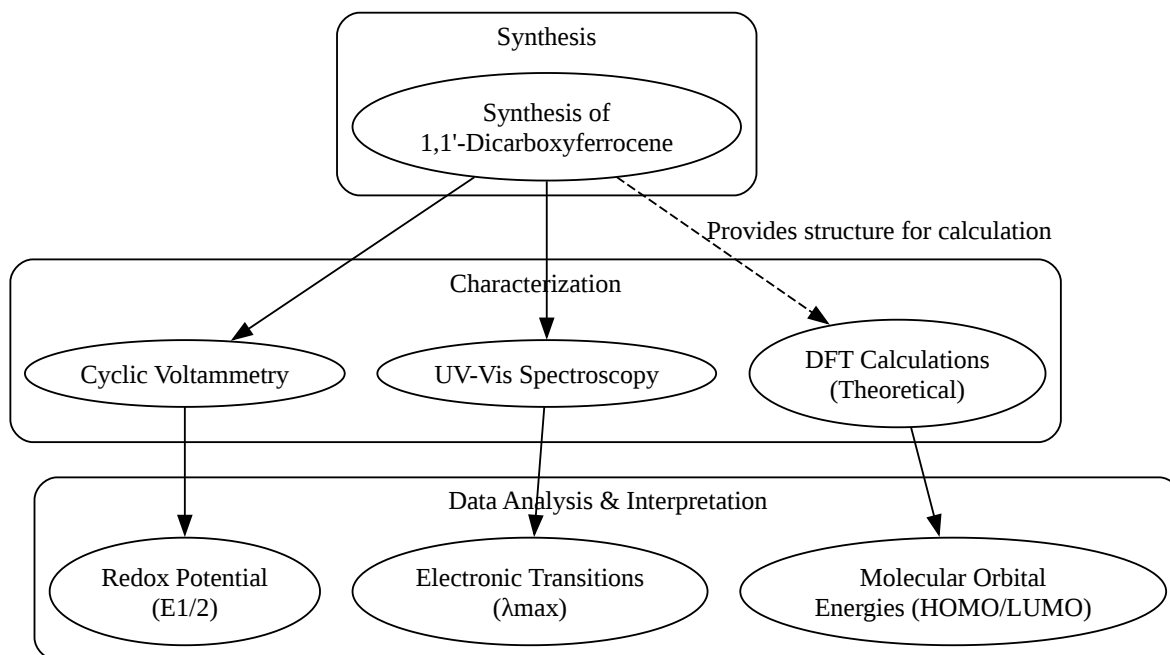 Synthesis
Synthesis of
1,1'-Dicarboxyferrocene
Provides structure for calculation
Characterization
Cyclic Voltammetry
UV-Vis Spectroscopy
DFT Calculations
(Theoretical)
Data Analysis & Interpretation
Redox Potential
(E1/2)
Electronic Transitions
(λmax)
Molecular Orbital
Energies (HOMO/LUMO)